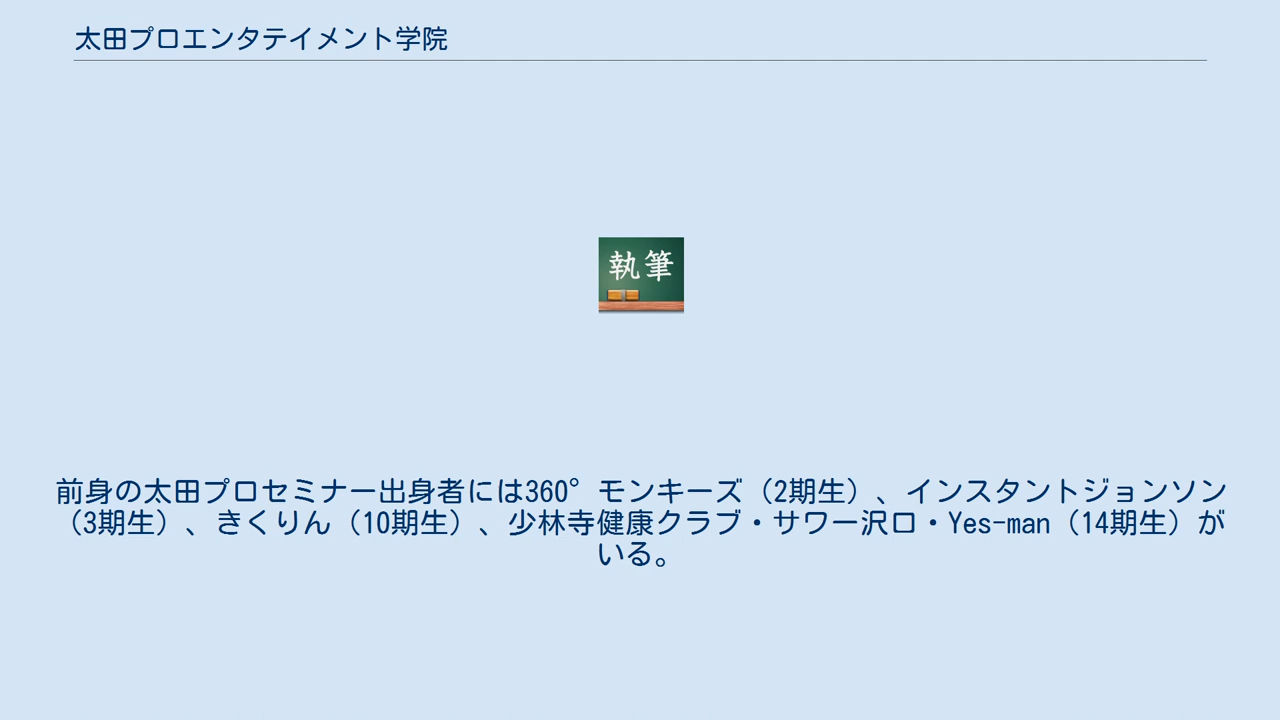 太田プロエンタテイメント学院
執筆
前身の太田プロセミナー出身者には360°モンキーズ（2期生）、インスタントジョンソン
（3期生）、きくりん（10期生）、少林寺健康クラブ・サワー沢口・Yes-man（14期生）が
いる。